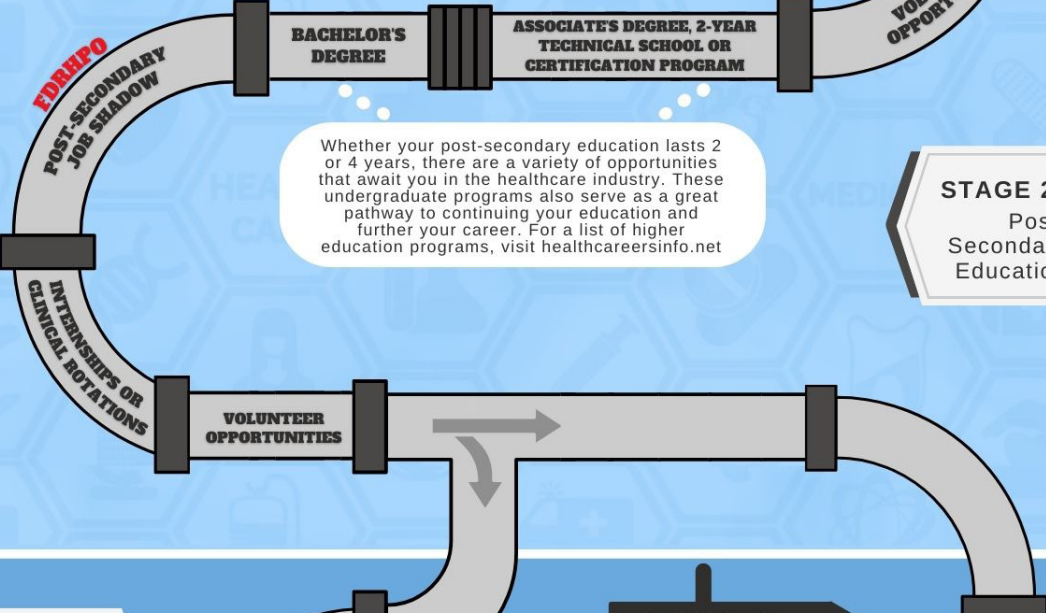 BACHELOR'S
DEGREE
ASSOCIATE'S DEGREE, 2-YEAR
TECHNICAL SCHOOL OR
CERTIFICATION PROGRAM
FDRHPO
POST-SECONDARY
JOB SHADOW
Whether your post-secondary education lasts 2
or 4 years, there are a variety of opportunities
that await you in the healthcare industry. These
undergraduate programs also serve as a great
pathway to continuing your education and
further your career. For a list of higher
education programs, visit healthcareersinfo.net
STAGE 2
Pos
Seconda
Educatio
INTERNSHIPS OR
CLINICAL ROTATIONS
VOLUNTEER
OPPORTUNITIES